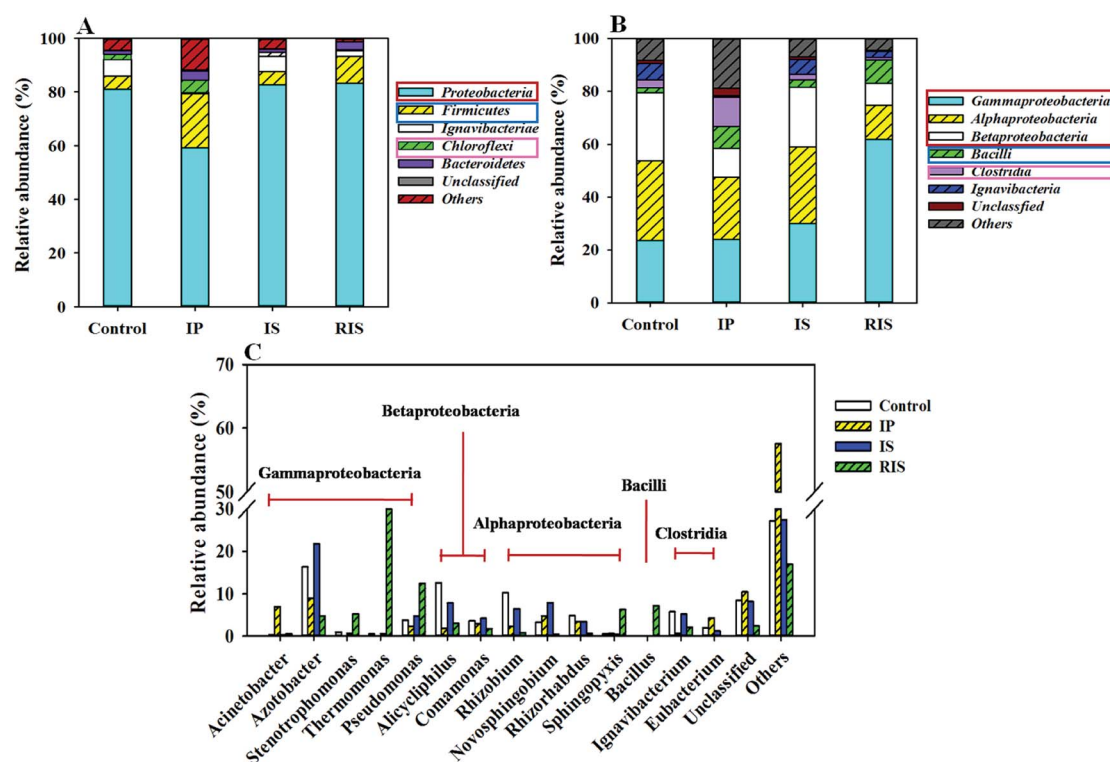 A
100
80
60
40
20
0
Relative abundance (%)
Control IP IS RIS
Proteobacteria
Firmicutes
Ignavibacteriae
Chloroflexi
Bacteroidetes
Unclassified
Others
B
100
80
60
40
20
0
Relative abundance (%)
Control IP IS RIS
Gammaproteobacteria
Alphaproteobacteria
Betaproteobacteria
Bacilli
Clostridia
Ignavibacteria
Unclassfied
Others
C
70
60
50
30
20
10
0
Relative abundance (%)
Gammaproteobacteria
Betaproteobacteria
Alphaproteobacteria
Bacilli
Clostridia
Control
IP
IS
RIS
Acinetobacter
Azotobacter
Stenotrophomonas
Thermomonas
Pseudomonas
Alicycliphilus
Comamonas
Rhizobium
Novosphingobium
Rhizorhabdus
Sphingopyxis
Bacillus
Ignavibacterium
Eubacterium
Unclassified
Others